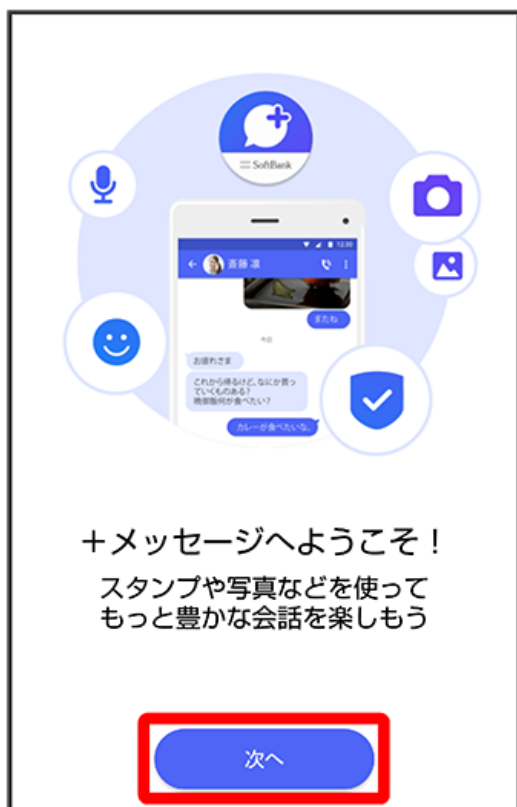 SoftBank
12:30
斎藤 凛
またね
今日
お疲れさま
これから帰るけど、なにか買っ
ていくものある?
晩御飯何が食べたい?
カレーが食べたいな。
+メッセージへようこそ!
スタンプや写真などを使って
もっと豊かな会話を楽しもう
次へ